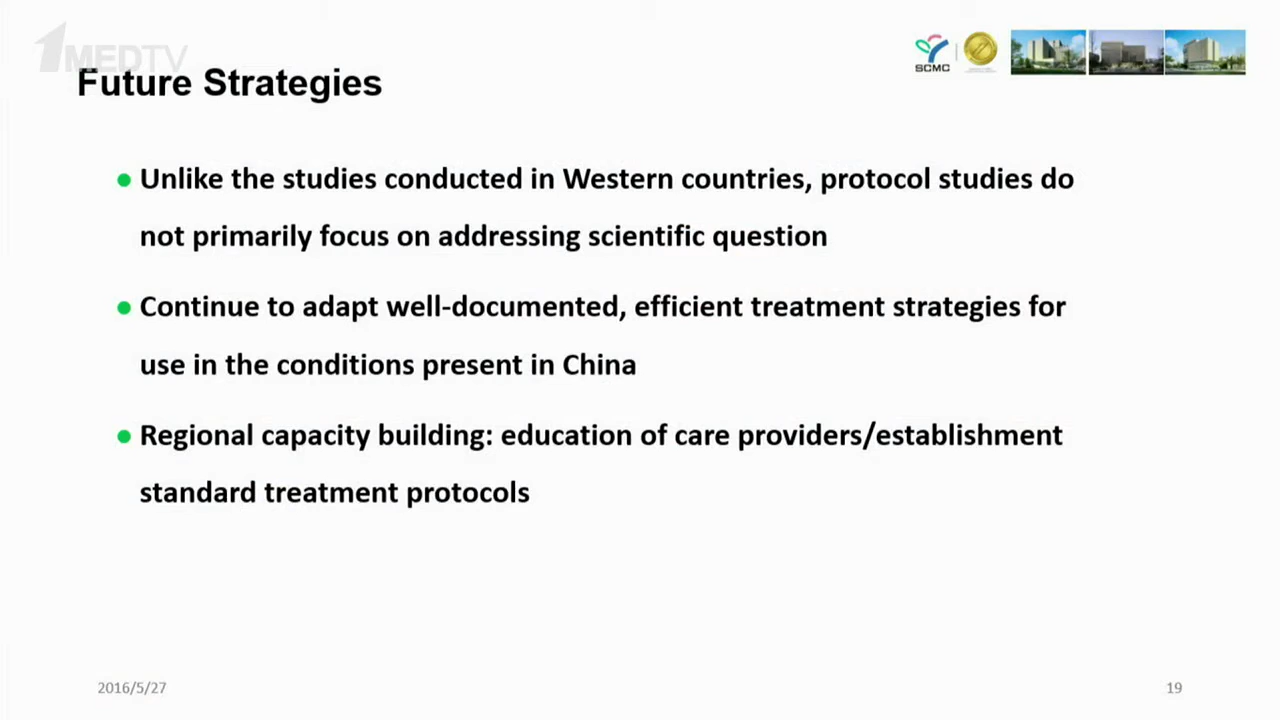 1MEDTV
Future Strategies
SCMC
● Unlike the studies conducted in Western countries, protocol studies do
not primarily focus on addressing scientific question
● Continue to adapt well-documented, efficient treatment strategies for
use in the conditions present in China
● Regional capacity building: education of care providers/establishment
standard treatment protocols
2016/5/27
19